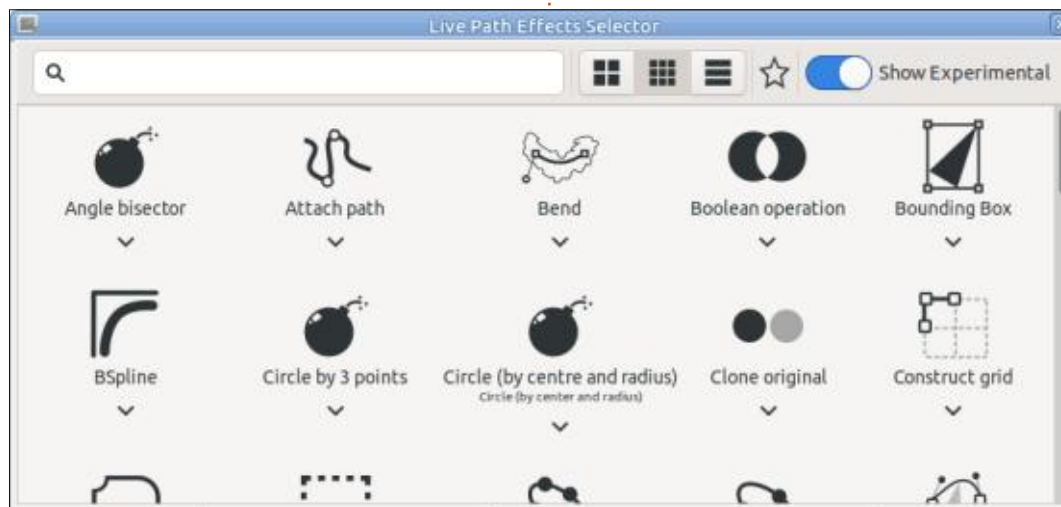 Live Path Effects Selector
Show Experimental
Angle bisector
Attach path
Bend
Boolean operation
Bounding Box
BSpline
Circle by 3 points
Circle (by centre and radius)
Circle (by center and radius)
Clone original
Construct grid